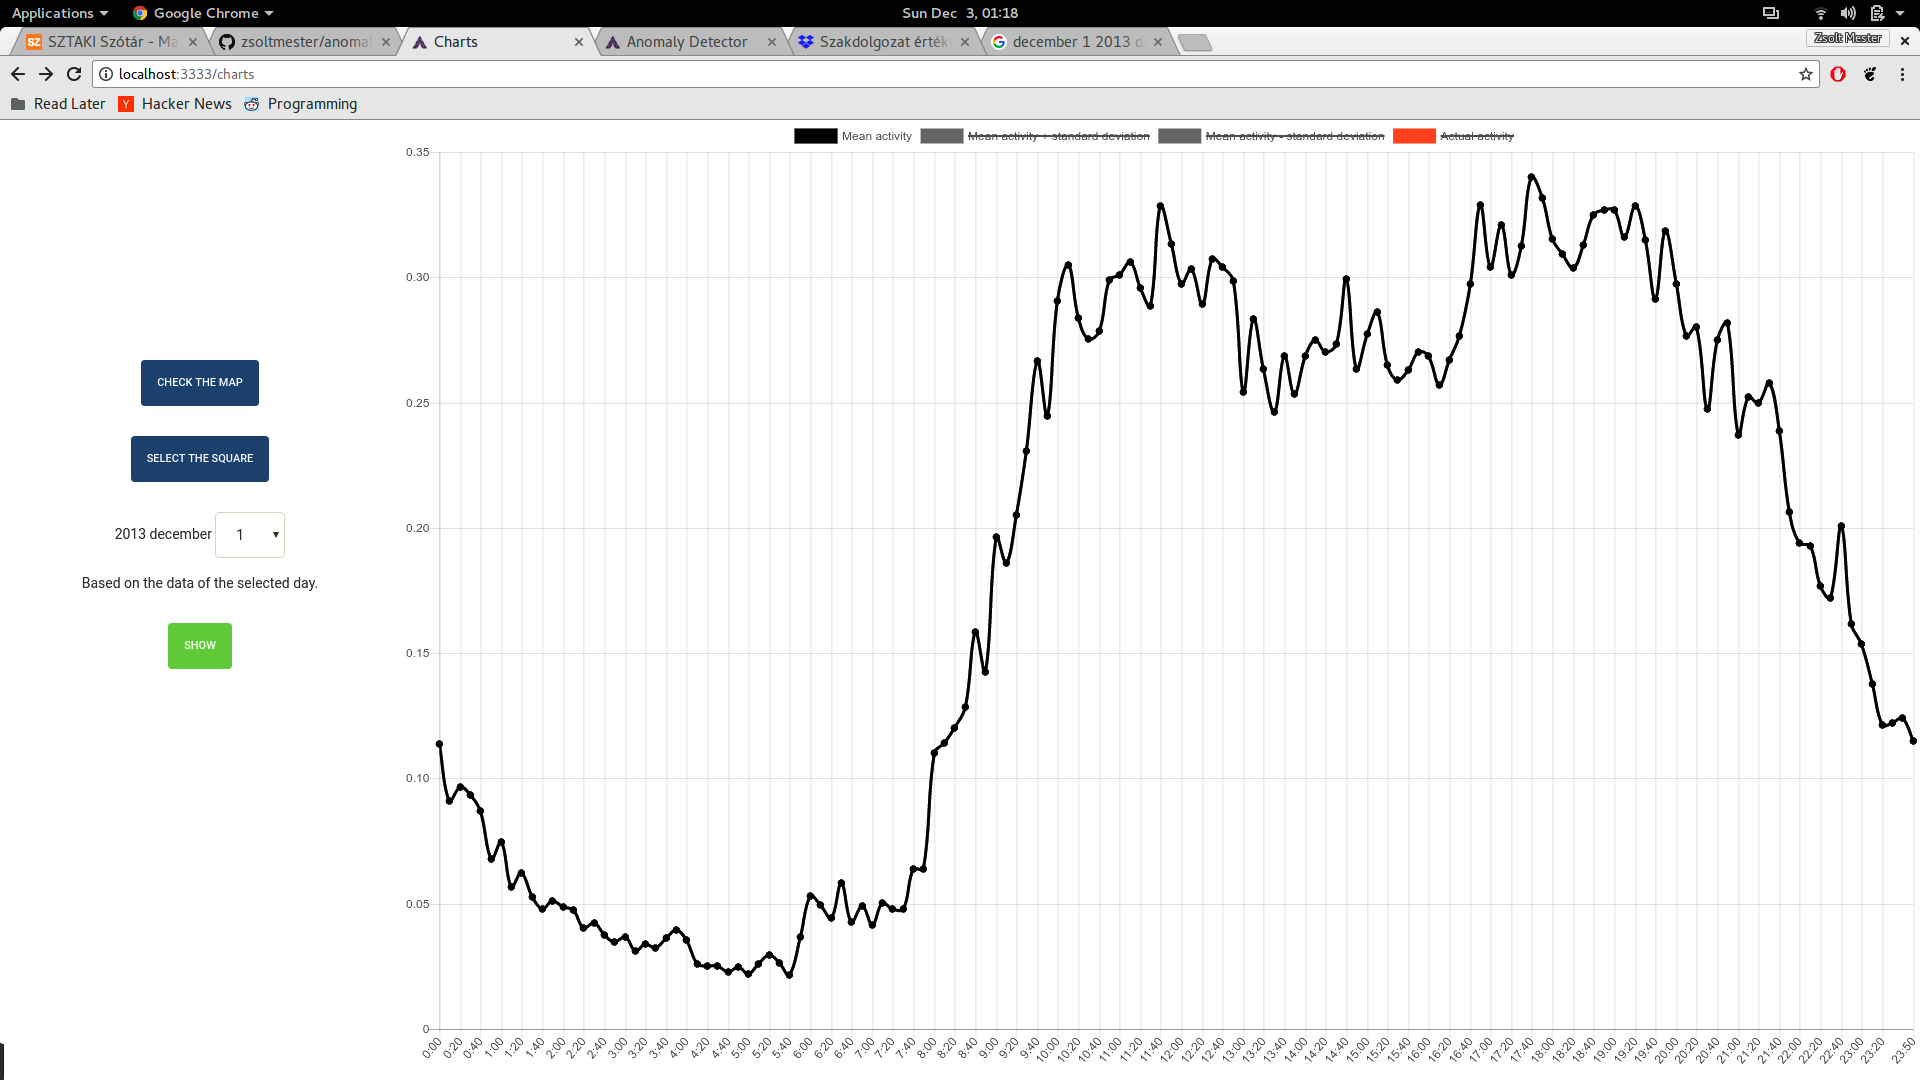 Applications Google Chrome Sun Dec 3, 01:18
SZTAKI Szótár - Ma zsoltmester/anomal Charts Anomaly Detector Szakdolgozat érték december 1 2013 d Zsolt Mester
localhost:3333/charts
Read Later Hacker News Programming
Mean activity Mean activity + standard deviation Mean activity - standard deviation Actual activity
0.35
0.30
0.25
0.20
0.15
0.10
0.05
0
CHECK THE MAP
SELECT THE SQUARE
2013 december 1
Based on the data of the selected day.
SHOW
0:00 0:20 0:40 1:00 1:20 1:40 2:00 2:20 2:40 3:00 3:20 3:40 4:00 4:20 4:40 5:00 5:20 5:40 6:00 6:20 6:40 7:00 7:20 7:40 8:00 8:20 8:40 9:00 9:20 9:40 10:00 10:20 10:40 11:00 11:20 11:40 12:00 12:20 12:40 13:00 13:20 13:40 14:00 14:20 14:40 15:00 15:20 15:40 16:00 16:20 16:40 17:00 17:20 17:40 18:00 18:20 18:40 19:00 19:20 19:40 20:00 20:20 20:40 21:00 21:20 21:40 22:00 22:20 22:40 23:00 23:20 23:50